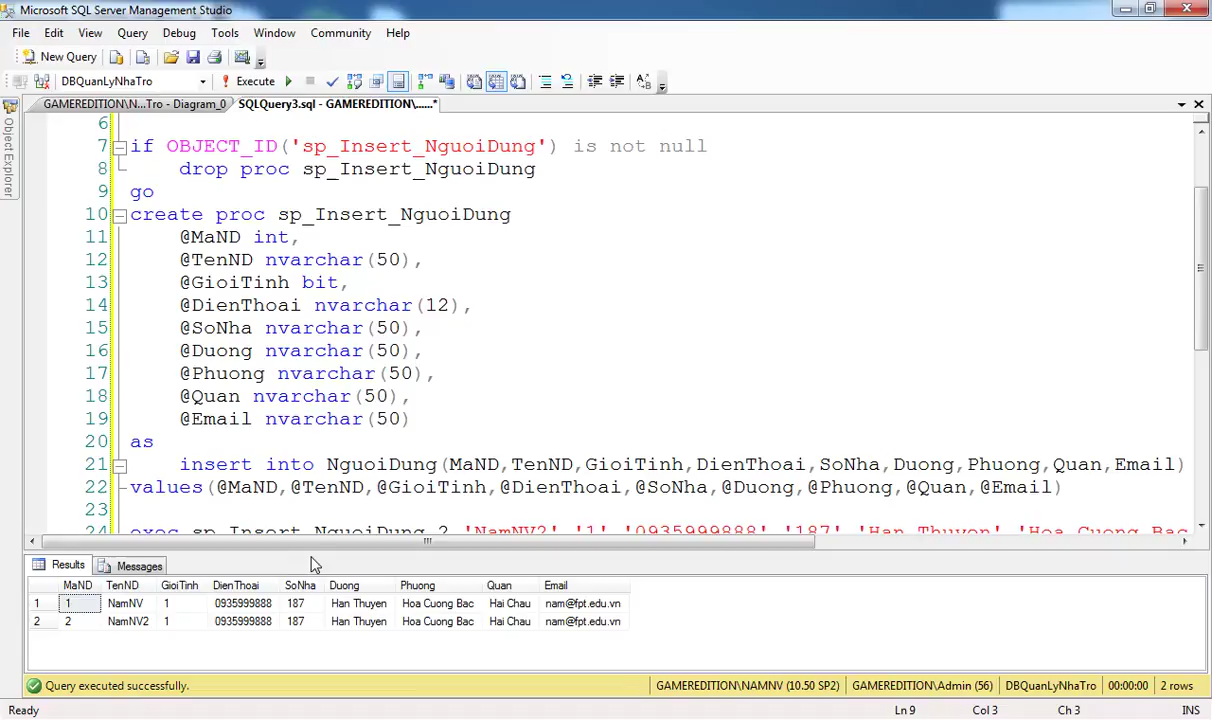 Microsoft SQL Server Management Studio
File Edit View Query Debug Tools Window Community Help
New Query
DBQuanLyNhaTro Execute
GAMEREDITION\N...Tro - Diagram_0 SQLQuery3.sql - GAMEREDITION\......*
Object Explorer
6
7 if OBJECT_ID('sp_Insert_NguoiDung') is not null
8 drop proc sp_Insert_NguoiDung
9 go
10 create proc sp_Insert_NguoiDung
11 @MaND int,
12 @TenND nvarchar(50),
13 @GioiTinh bit,
14 @DienThoai nvarchar(12),
15 @SoNha nvarchar(50),
16 @Duong nvarchar(50),
17 @Phuong nvarchar(50),
18 @Quan nvarchar(50),
19 @Email nvarchar(50)
20 as
21 insert into NguoiDung(MaND,TenND,GioiTinh,DienThoai,SoNha,Duong,Phuong,Quan,Email)
22 values(@MaND,@TenND,@GioiTinh,@DienThoai,@SoNha,@Duong,@Phuong,@Quan,@Email)
23
24 exec sp_Insert_NguoiDung 2,'NamNV2','1','0935999888','187','Han Thuyen','Hoa Cuong Bac
Results Messages
MaND TenND GioiTinh DienThoai SoNha Duong Phuong Quan Email
1 1 NamNV 1 0935999888 187 Han Thuyen Hoa Cuong Bac Hai Chau nam@fpt.edu.vn
2 2 NamNV2 1 0935999888 187 Han Thuyen Hoa Cuong Bac Hai Chau nam@fpt.edu.vn
Query executed successfully. GAMEREDITION\NAMNV (10.50 SP2) GAMEREDITION\Admin (56) DBQuanLyNhaTro 00:00:00 2 rows
Ready Ln 9 Col 3 Ch 3 INS